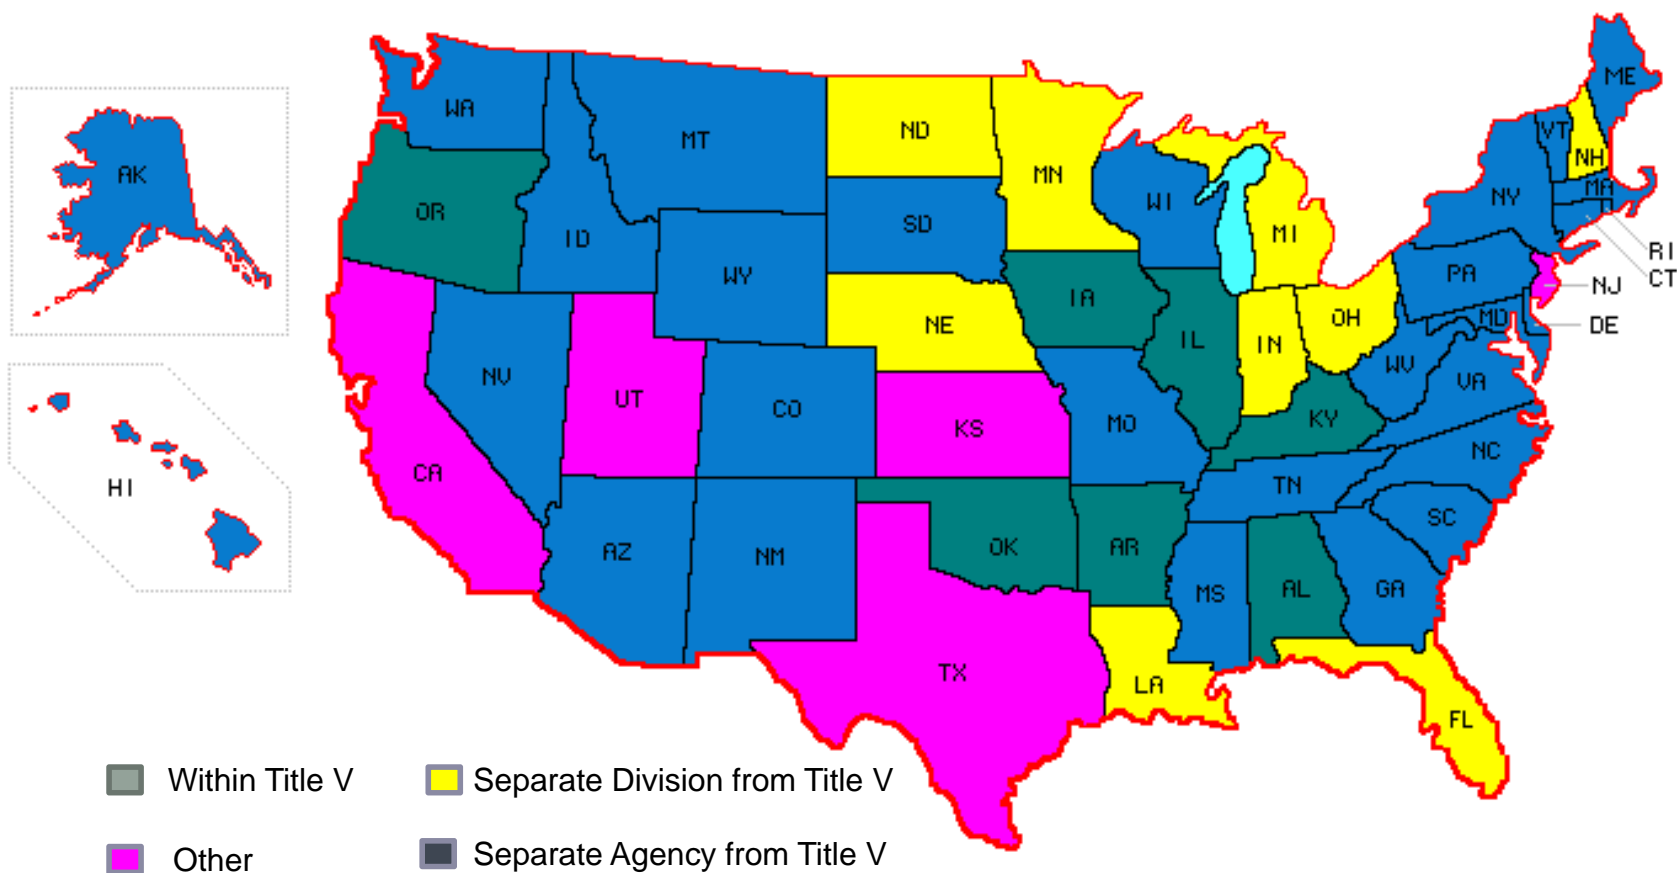 ME
WA
MT
ND
VT
NH
MN
AK
MA
NY
WI
OR
SD
MI
ID
RI
PA
CT
WY
NJ
IA
MD
OH
DE
NE
IL
IN
WV
NV
VA
UT
CO
KY
KS
MO
NC
CA
TN
HI
SC
AZ
NM
OK
AR
MS
AL
GA
TX
LA
FL
Within Title V
Separate Division from Title V
Other
Separate Agency from Title V